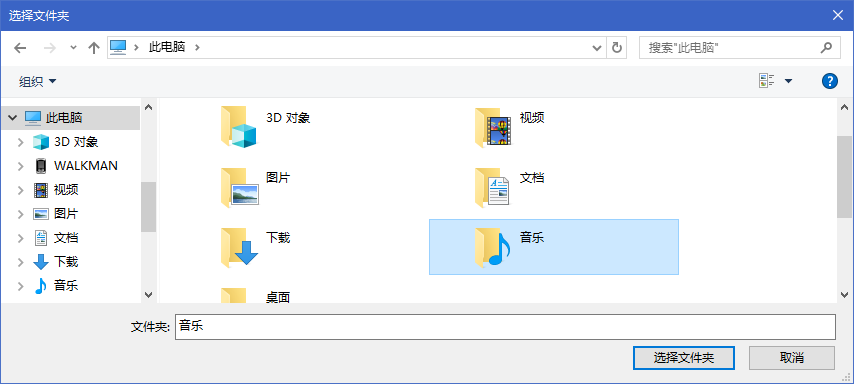 选择文件夹
此电脑
搜索"此电脑"
组织
此电脑
3D 对象
WALKMAN
视频
图片
文档
下载
音乐
3D 对象
视频
图片
文档
下载
音乐
桌面
文件夹: 音乐
选择文件夹
取消